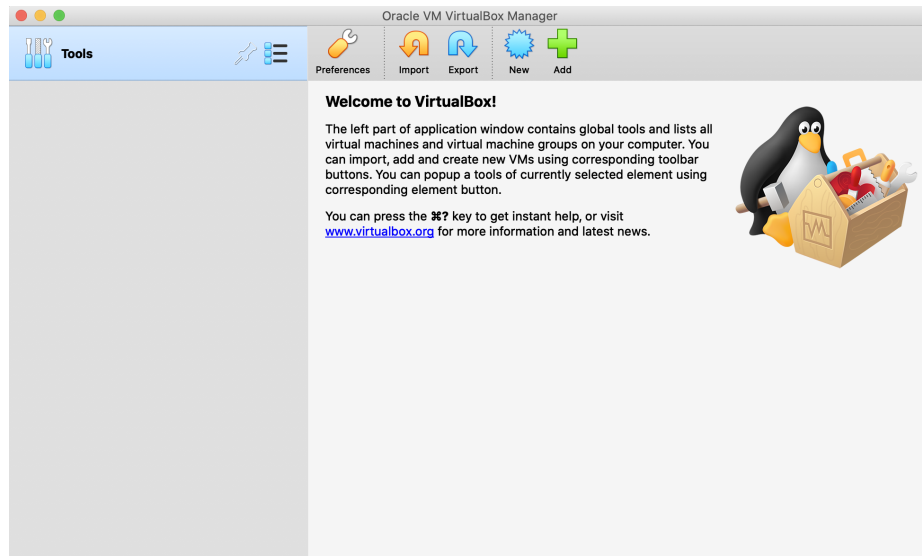 Oracle VM VirtualBox Manager
Tools
Preferences
Import
Export
New
Add
Welcome to VirtualBox!
The left part of application window contains global tools and lists all
virtual machines and virtual machine groups on your computer. You
can import, add and create new VMs using corresponding toolbar
buttons. You can popup a tools of currently selected element using
corresponding element button.
You can press the ⌘? key to get instant help, or visit
www.virtualbox.org for more information and latest news.